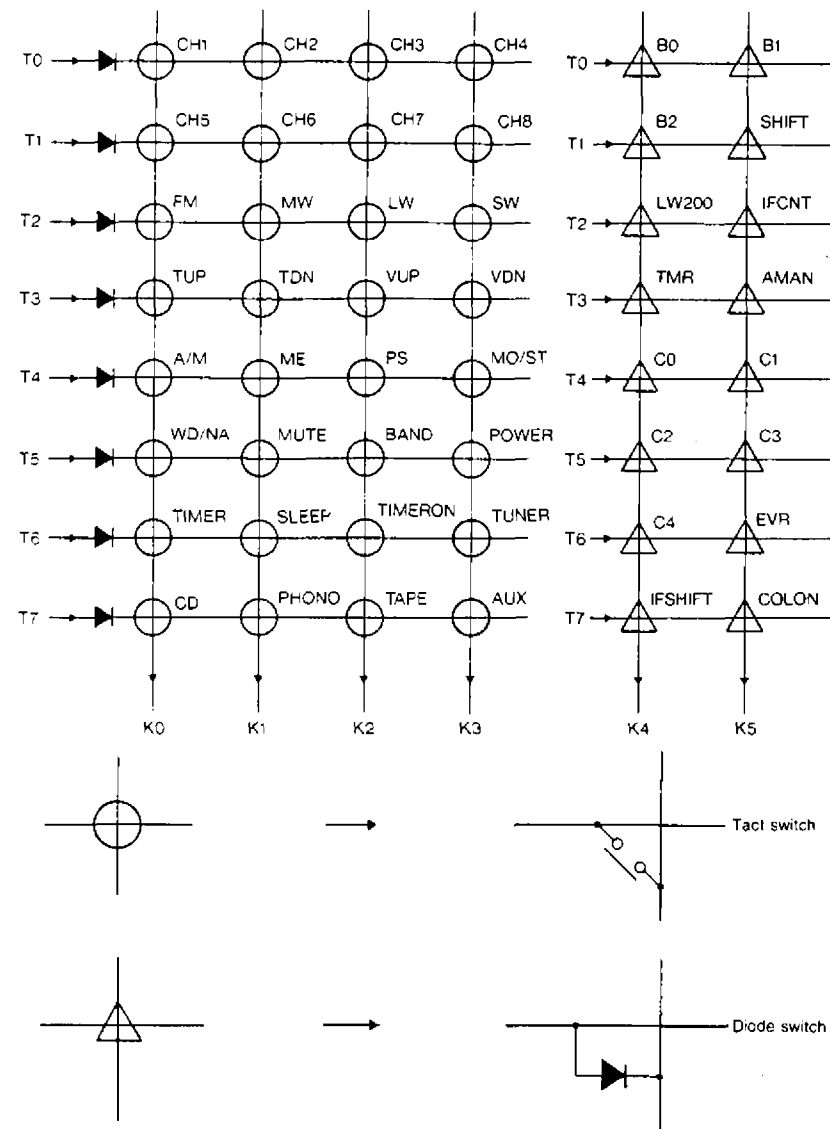 T0 CH1 CH2 CH3 CH4 T0 B0 B1
T1 CH5 CH6 CH7 CH8 T1 B2 SHIFT
T2 FM MW LW SW T2 LW200 IFCNT
T3 TUP TDN VUP VDN T3 TMR AMAN
T4 A/M ME PS MO/ST T4 C0 C1
T5 WD/NA MUTE BAND POWER T5 C2 C3
T6 TIMER SLEEP TIMERON TUNER T6 C4 EVR
T7 CD PHONO TAPE AUX T7 IFSHIFT COLON
K0 K1 K2 K3 K4 K5
Tact switch
Diode switch